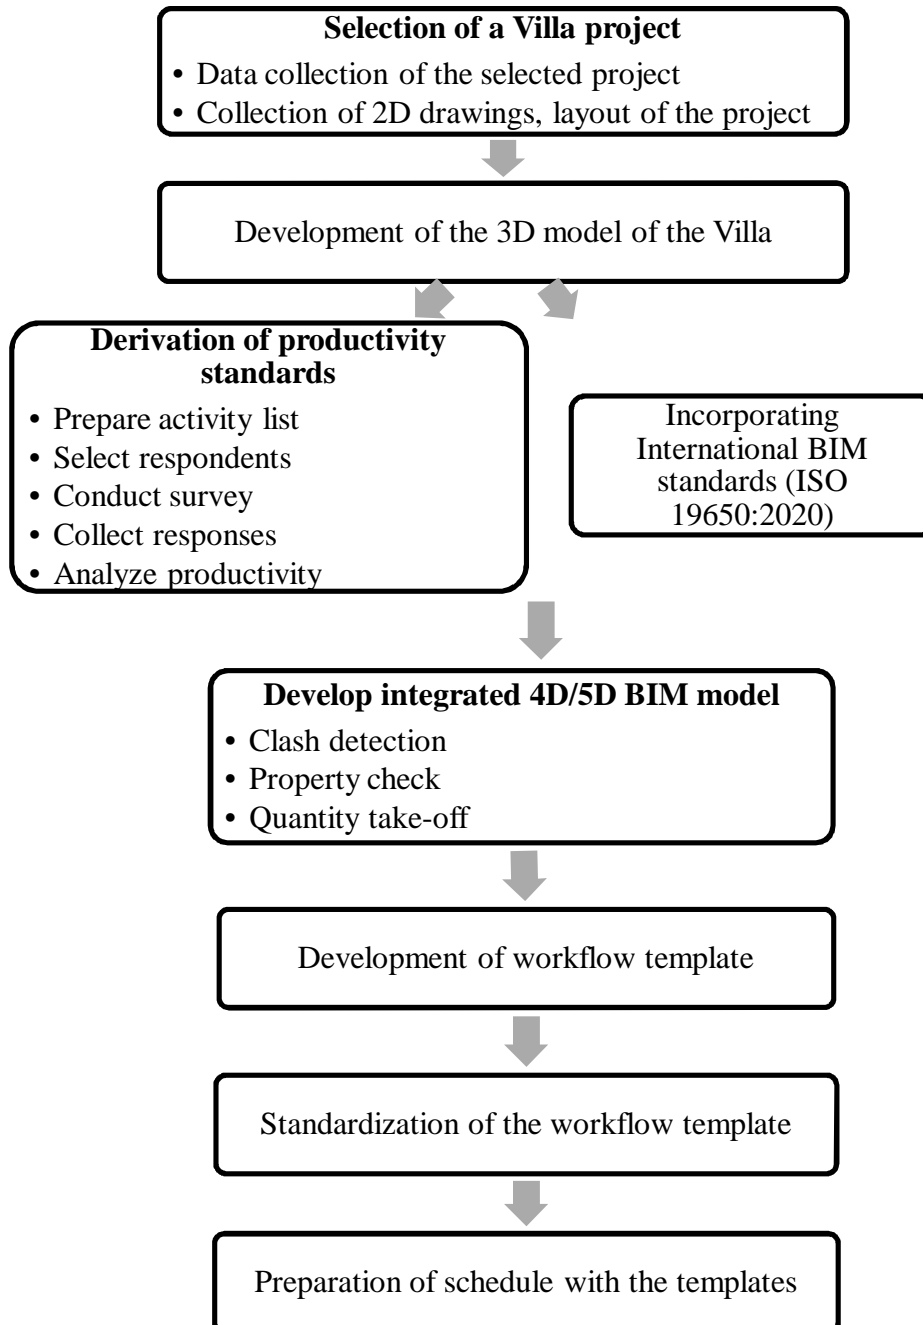 Selection of a Villa project
• Data collection of the selected project
• Collection of 2D drawings, layout of the project
Development of the 3D model of the Villa
Derivation of productivity
standards
• Prepare activity list
• Select respondents
• Conduct survey
• Collect responses
• Analyze productivity
Incorporating
International BIM
standards (ISO
19650:2020)
Develop integrated 4D/5D BIM model
• Clash detection
• Property check
• Quantity take-off
Development of workflow template
Standardization of the workflow template
Preparation of schedule with the templates